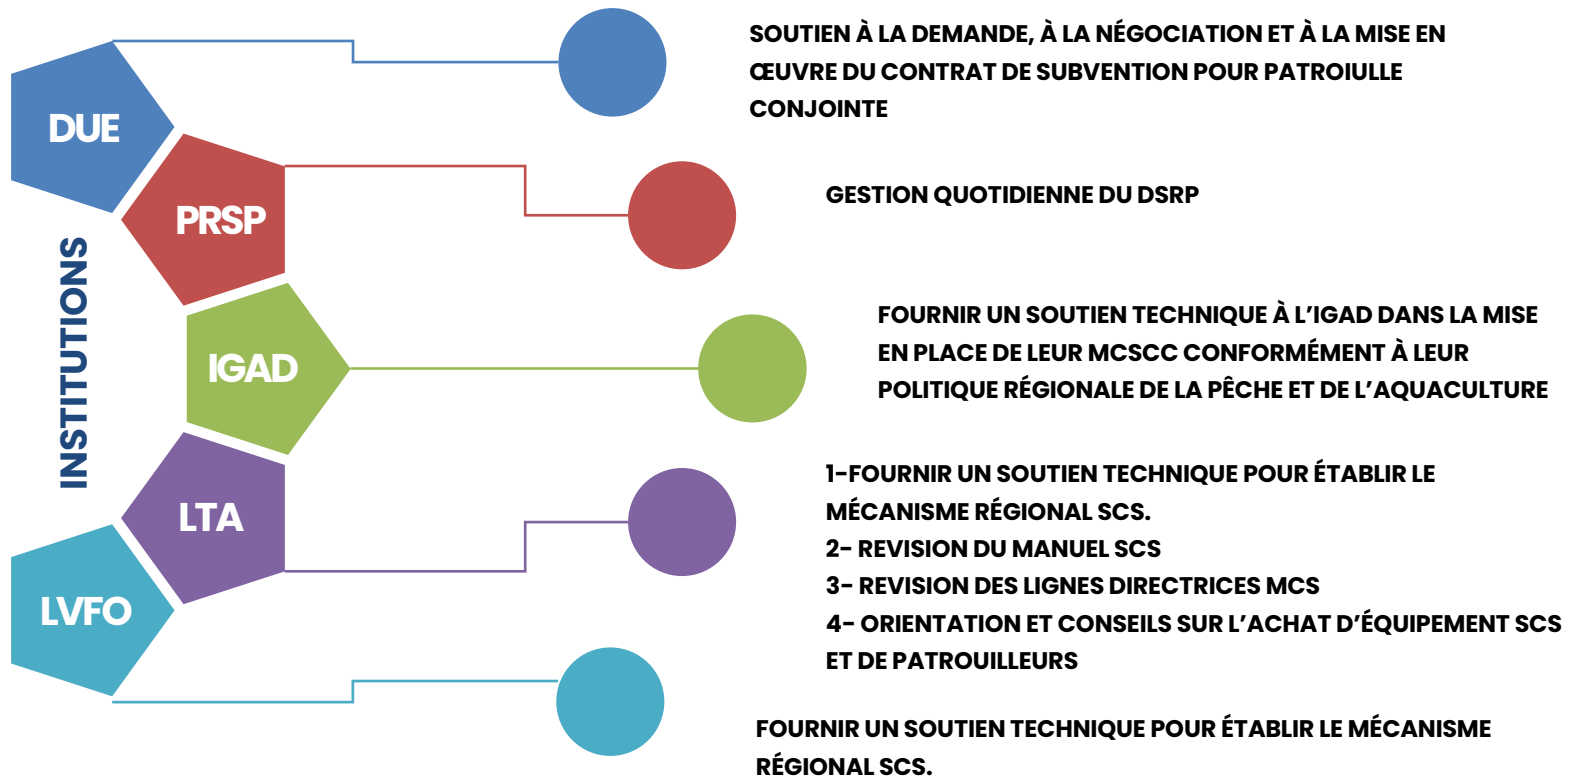 INSTITUTIONS
DUE
SOUTIEN À LA DEMANDE, À LA NÉGOCIATION ET À LA MISE EN
ŒUVRE DU CONTRAT DE SUBVENTION POUR PATROIULLE
CONJOINTE
PRSP
GESTION QUOTIDIENNE DU DSRP
IGAD
FOURNIR UN SOUTIEN TECHNIQUE À L’IGAD DANS LA MISE
EN PLACE DE LEUR MCSCC CONFORMÉMENT À LEUR
POLITIQUE RÉGIONALE DE LA PÊCHE ET DE L’AQUACULTURE
LTA
1-FOURNIR UN SOUTIEN TECHNIQUE POUR ÉTABLIR LE
MÉCANISME RÉGIONAL SCS.
2- REVISION DU MANUEL SCS
3- REVISION DES LIGNES DIRECTRICES MCS
4- ORIENTATION ET CONSEILS SUR L’ACHAT D’ÉQUIPEMENT SCS
ET DE PATROUILLEURS
LVFO
FOURNIR UN SOUTIEN TECHNIQUE POUR ÉTABLIR LE MÉCANISME
RÉGIONAL SCS.